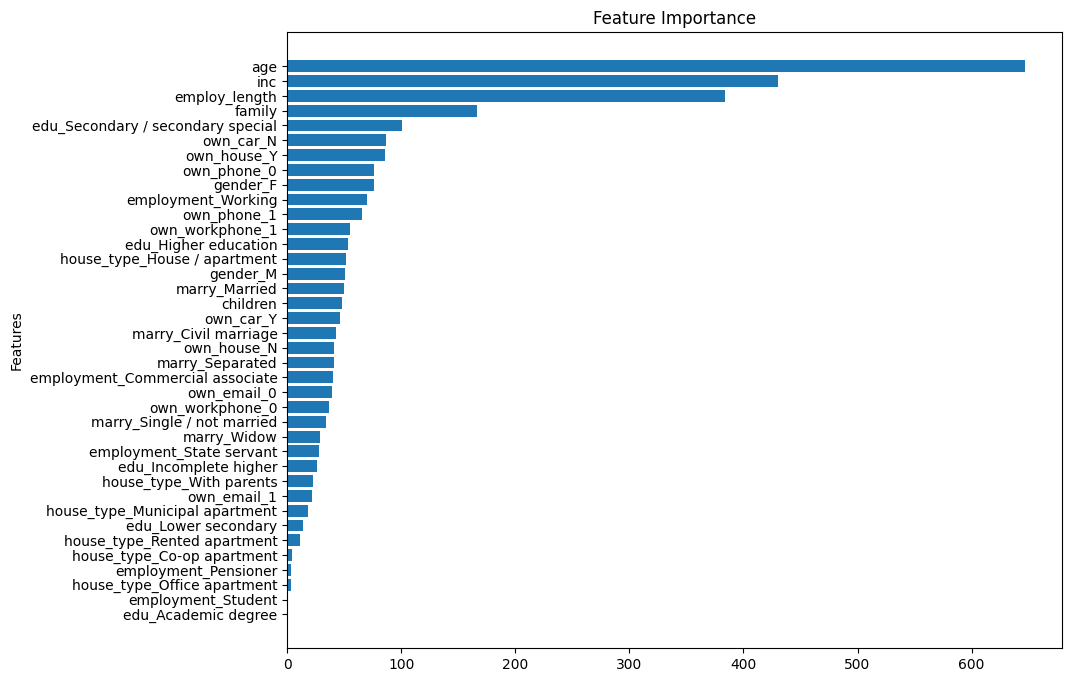 Feature Importance
Features
age
inc
employ_length
family
edu_Secondary / secondary special
own_car_N
own_house_Y
own_phone_0
gender_F
employment_Working
own_phone_1
own_workphone_1
edu_Higher education
house_type_House / apartment
gender_M
marry_Married
children
own_car_Y
marry_Civil marriage
own_house_N
marry_Separated
employment_Commercial associate
own_email_0
own_workphone_0
marry_Single / not married
marry_Widow
employment_State servant
edu_Incomplete higher
house_type_With parents
own_email_1
house_type_Municipal apartment
edu_Lower secondary
house_type_Rented apartment
house_type_Co-op apartment
employment_Pensioner
house_type_Office apartment
employment_Student
edu_Academic degree
0 100 200 300 400 500 600